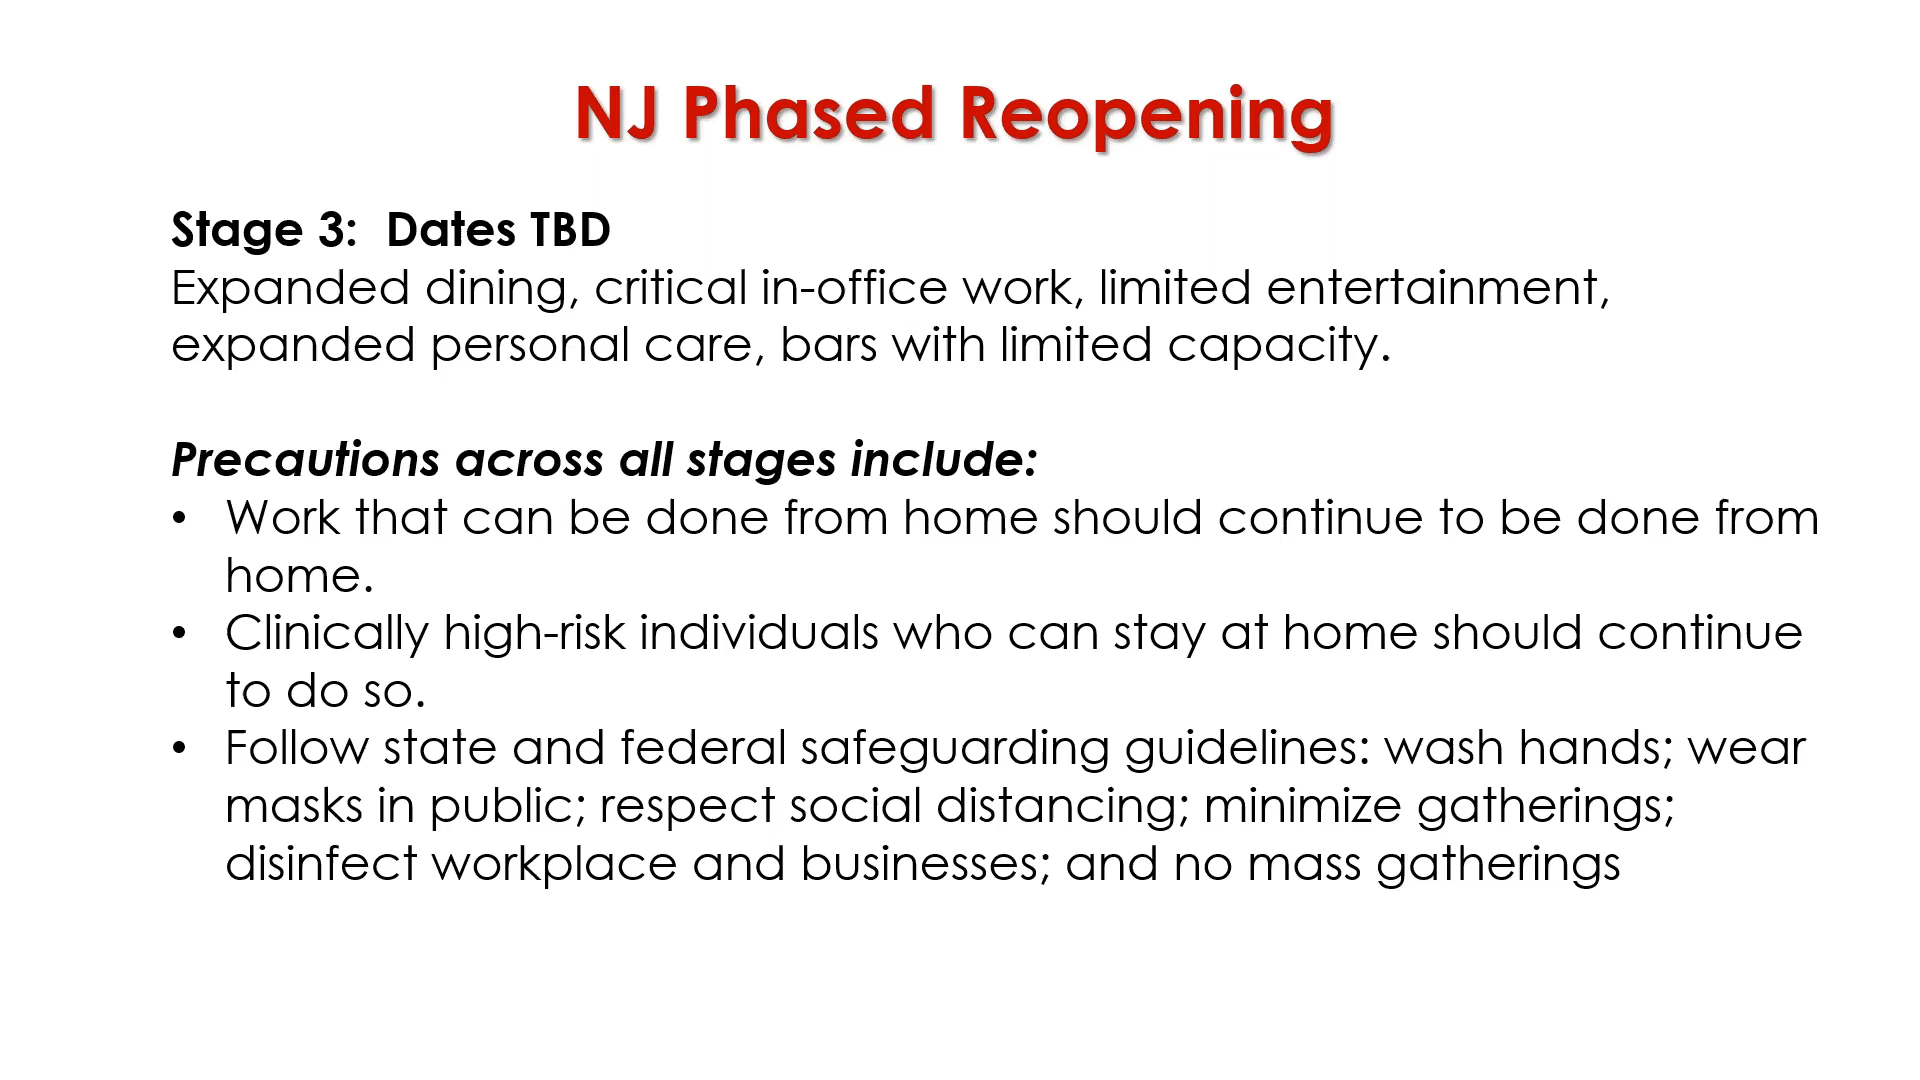 NJ Phased Reopening
Stage 3:  Dates TBD
Expanded dining, critical in-office work, limited entertainment,
expanded personal care, bars with limited capacity.
Precautions across all stages include:
• Work that can be done from home should continue to be done from
home.
• Clinically high-risk individuals who can stay at home should continue
to do so.
• Follow state and federal safeguarding guidelines: wash hands; wear
masks in public; respect social distancing; minimize gatherings;
disinfect workplace and businesses; and no mass gatherings